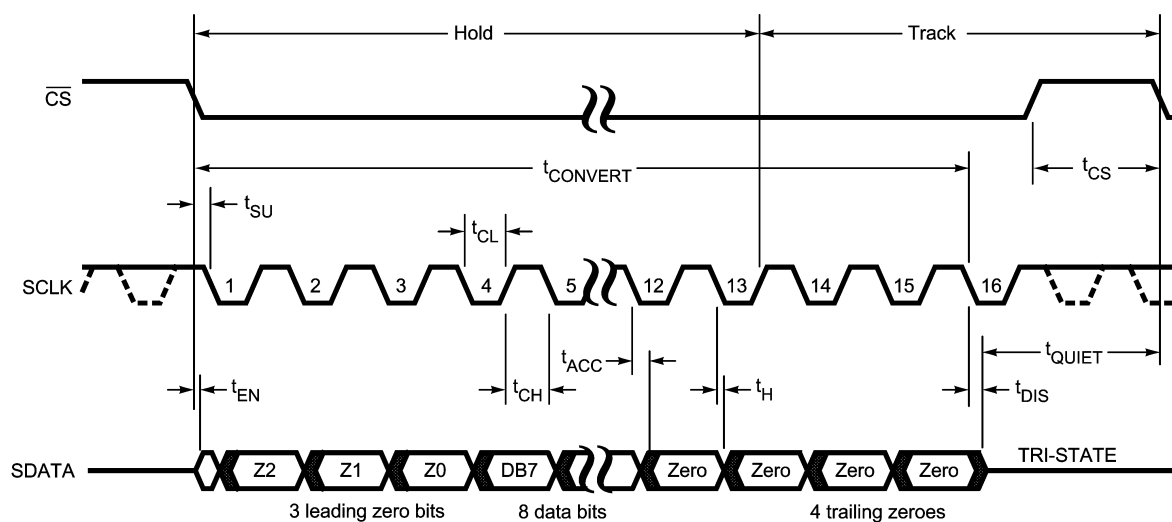 Hold Track
CS
tCONVERT tCS
tSU
tCL
SCLK 1 2 3 4 5 12 13 14 15 16
tACC tQUIET
tEN tCH tH tDIS
TRI-STATE
SDATA Z2 Z1 Z0 DB7 Zero Zero Zero Zero
3 leading zero bits 8 data bits 4 trailing zeroes